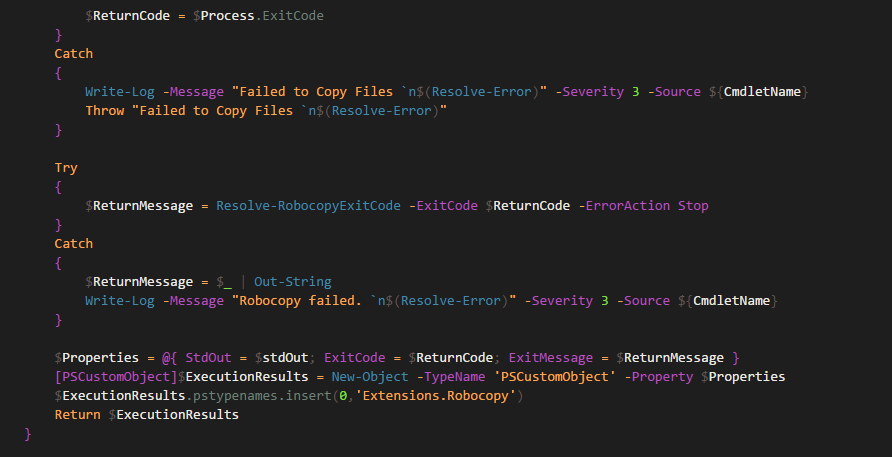 $ReturnCode = $Process.ExitCode
}
Catch
{
Write-Log -Message "Failed to Copy Files `n$(Resolve-Error)" -Severity 3 -Source ${CmdletName}
Throw "Failed to Copy Files `n$(Resolve-Error)"
}
Try
{
$ReturnMessage = Resolve-RobocopyExitCode -ExitCode $ReturnCode -ErrorAction Stop
}
Catch
{
$ReturnMessage = $_ | Out-String
Write-Log -Message "Robocopy failed. `n$(Resolve-Error)" -Severity 3 -Source ${CmdletName}
}
$Properties = @{ StdOut = $stdOut; ExitCode = $ReturnCode; ExitMessage = $ReturnMessage }
[PSCustomObject]$ExecutionResults = New-Object -TypeName 'PSCustomObject' -Property $Properties
$ExecutionResults.pstypenames.insert(0,'Extensions.Robocopy')
Return $ExecutionResults
}